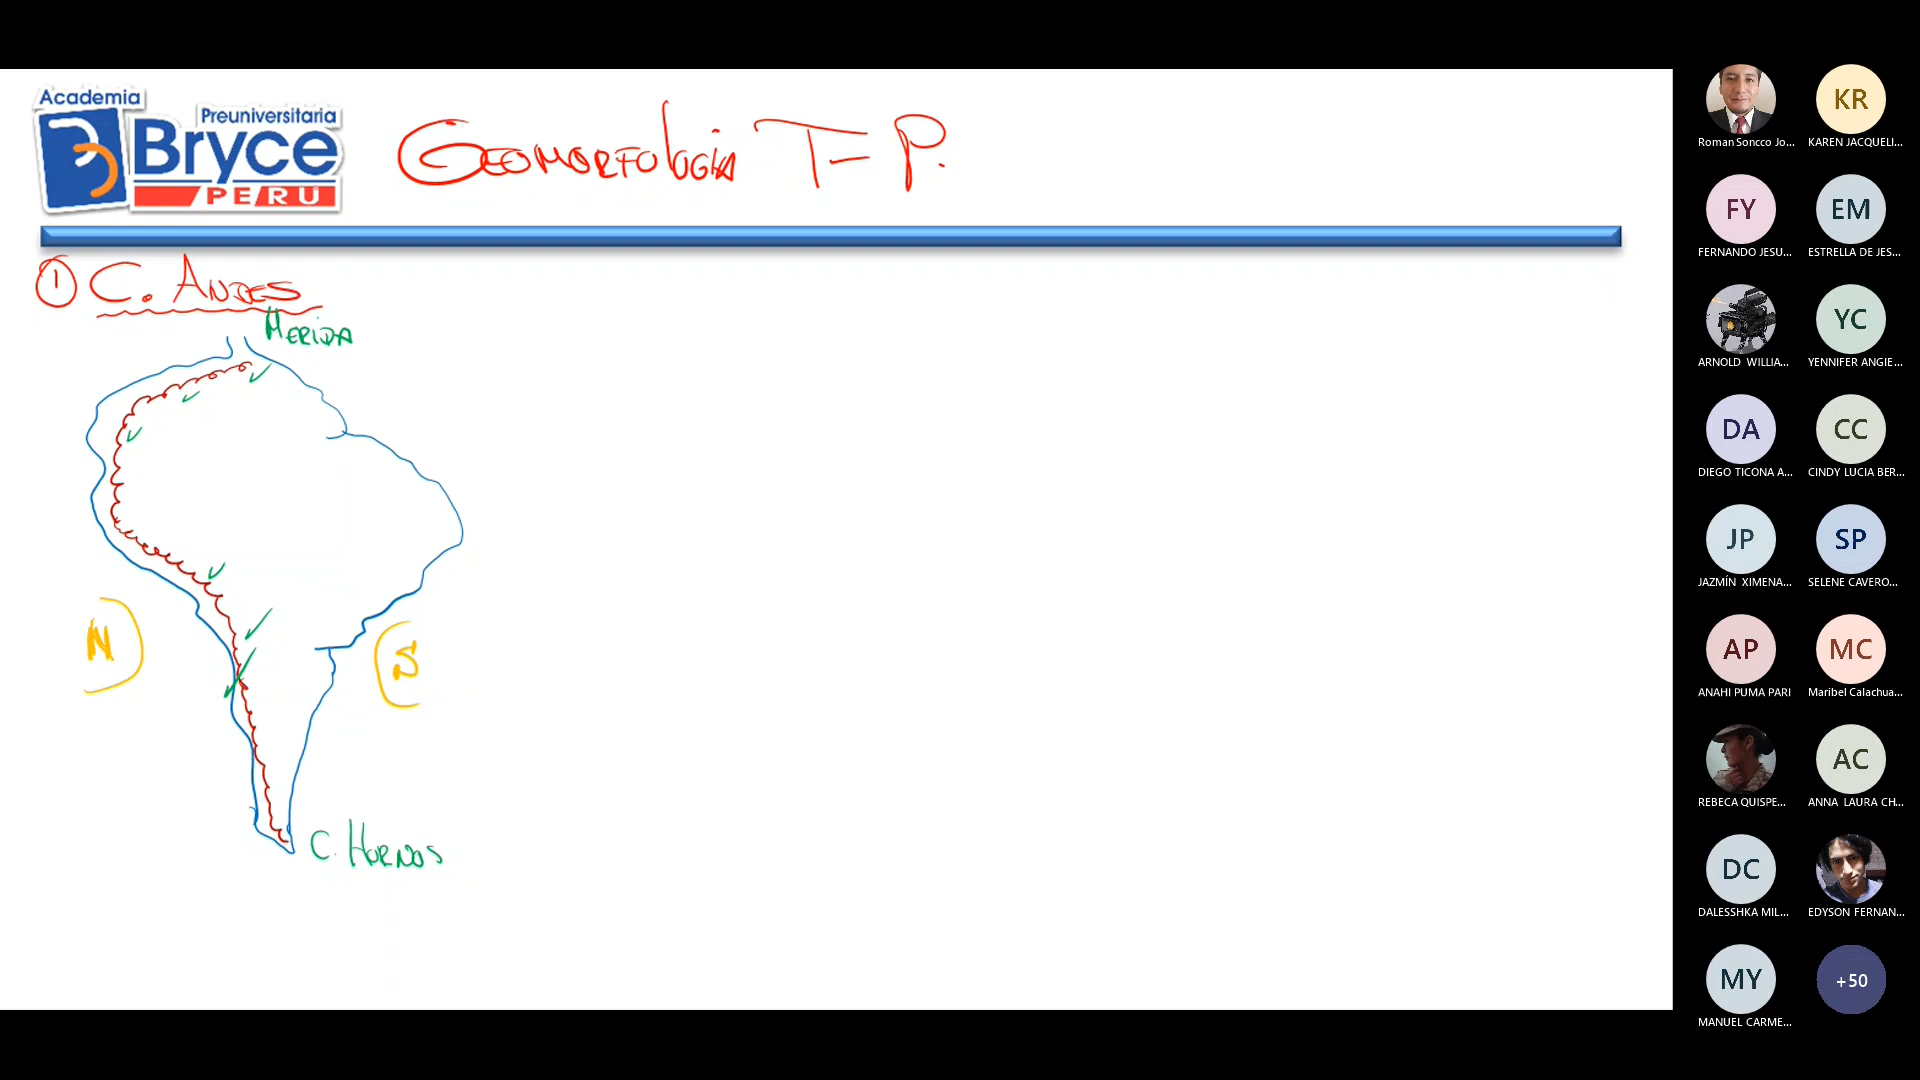 Academia
Preuniversitaria
Bryce
PERÚ
GEOMORFOLOGIA T-P.
① C. ANDES
MERIDA
N
S
C. HORNOS
Roman Soncco Jo...
KAREN JACQUELI...
FY
EM
KR
FERNANDO JESU...
ESTRELLA DE JES...
YC
ARNOLD WILLIA...
YENNIFER ANGIE...
DA
CC
DIEGO TICONA A...
CINDY LUCIA BER...
JP
SP
JAZMÍN XIMENA...
SELENE CAVERO...
AP
MC
ANAHI PUMA PARI
Maribel Calachua...
AC
REBECA QUISPE...
ANNA LAURA CH...
DC
DALESSHKA MIL...
EDYSON FERNAN...
MY
+50
MANUEL CARME...